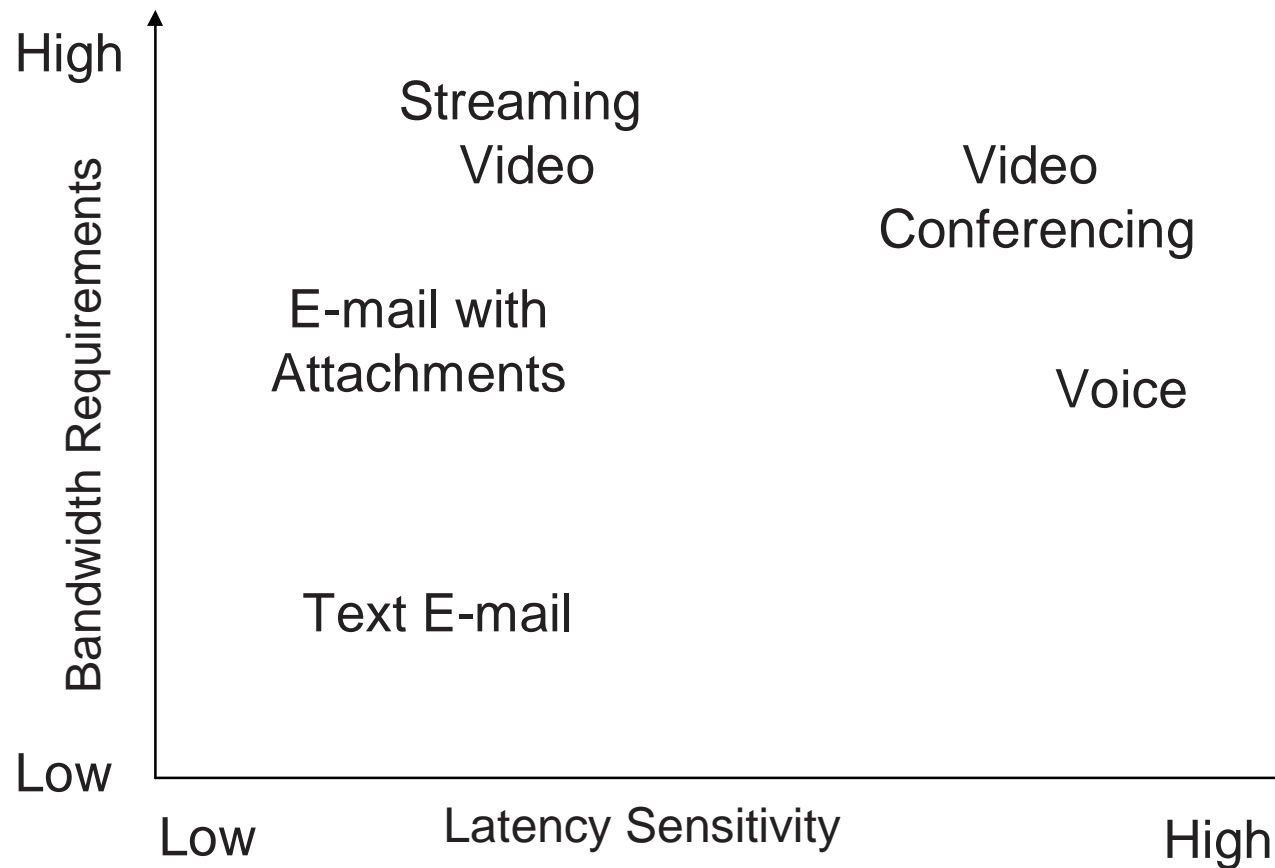 High
Streaming
Video
Video
Conferencing
Bandwidth Requirements
E-mail with
Attachments
Voice
Text E-mail
Low
Low
Latency Sensitivity
High